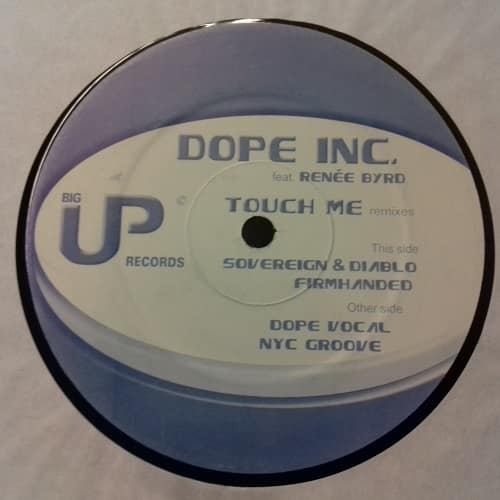 DOPE INC.
feat. RENÉE BYRD
BIG
UP
RECORDS
©
TOUCH ME remixes
This side
SOVEREIGN & DIABLO
FIRMHANDED
Other side
DOPE VOCAL
NYC GROOVE